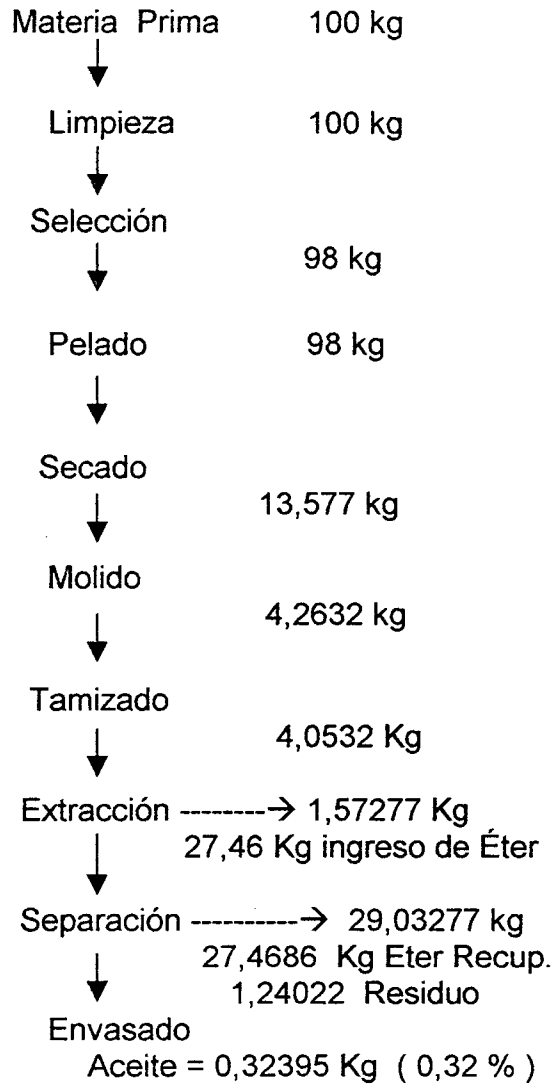 Materia Prima 100 kg
Limpieza 100 kg
Selección
98 kg
Pelado 98 kg
Secado
13,577 kg
Molido
4,2632 kg
Tamizado
4,0532 Kg
Extracción --------→ 1,57277 Kg
27,46 Kg ingreso de Éter
Separación ----------→ 29,03277 kg
27,4686 Kg Eter Recup.
1,24022 Residuo
Envasado
Aceite = 0,32395 Kg ( 0,32 % )